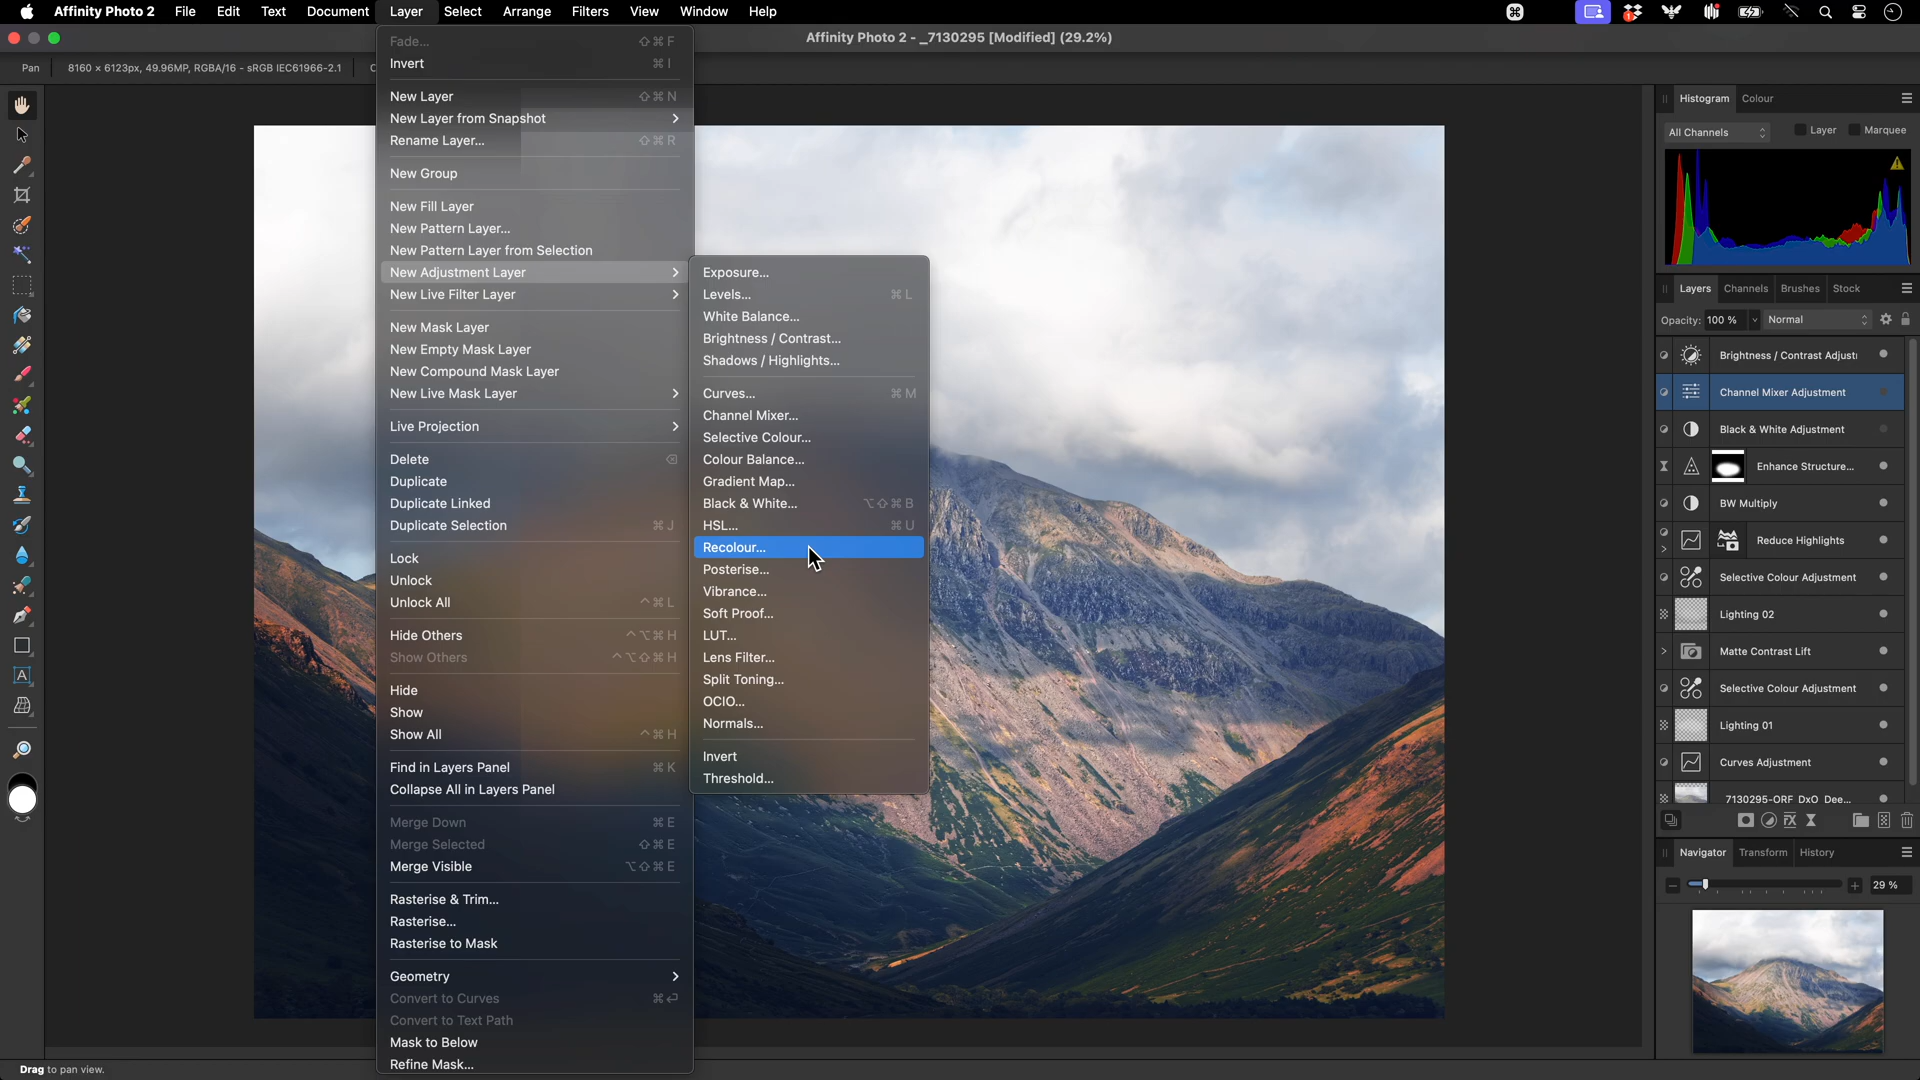 Affinity Photo 2 File Edit Text Document Layer Select Arrange Filters View Window Help
Affinity Photo 2 - _7130295 [Modified] (29.2%)
Pan 8160 × 6123px, 49.96MP, RGBA/16 - sRGB IEC61966-2.1 C
Fade... ⇧⌘F
Invert ⌘I
New Layer ⇧⌘N
New Layer from Snapshot
Rename Layer... ⇧⌘R
New Group
New Fill Layer
New Pattern Layer...
New Pattern Layer from Selection
New Adjustment Layer
New Live Filter Layer
New Mask Layer
New Empty Mask Layer
New Compound Mask Layer
New Live Mask Layer
Live Projection
Delete ⌫
Duplicate
Duplicate Linked
Duplicate Selection ⌘J
Lock
Unlock
Unlock All ^⌘L
Hide Others ^⌥⌘H
Show Others ^⌥⇧⌘H
Hide
Show
Show All ^⌘H
Find in Layers Panel ⌘K
Collapse All in Layers Panel
Merge Down ⌘E
Merge Selected ⇧⌘E
Merge Visible ⌥⇧⌘E
Rasterise & Trim...
Rasterise...
Rasterise to Mask
Geometry
Convert to Curves ⌘⏎
Convert to Text Path
Mask to Below
Refine Mask...
Exposure...
Levels... ⌘L
White Balance...
Brightness / Contrast...
Shadows / Highlights...
Curves... ⌘M
Channel Mixer...
Selective Colour...
Colour Balance...
Gradient Map...
Black & White... ⌥⇧⌘B
HSL... ⌘U
Recolour...
Posterise...
Vibrance...
Soft Proof...
LUT...
Lens Filter...
Split Toning...
OCIO...
Normals...
Invert
Threshold...
Histogram Colour
All Channels Layer Marquee
Layers Channels Brushes Stock
Opacity: 100 % Normal
Brightness / Contrast Adjust
Channel Mixer Adjustment
Black & White Adjustment
Enhance Structure...
BW Multiply
Reduce Highlights
Selective Colour Adjustment
Lighting 02
Matte Contrast Lift
Selective Colour Adjustment
Lighting 01
Curves Adjustment
7130295-ORF_DxO_Dee...
Navigator Transform History
29 %
Drag to pan view.